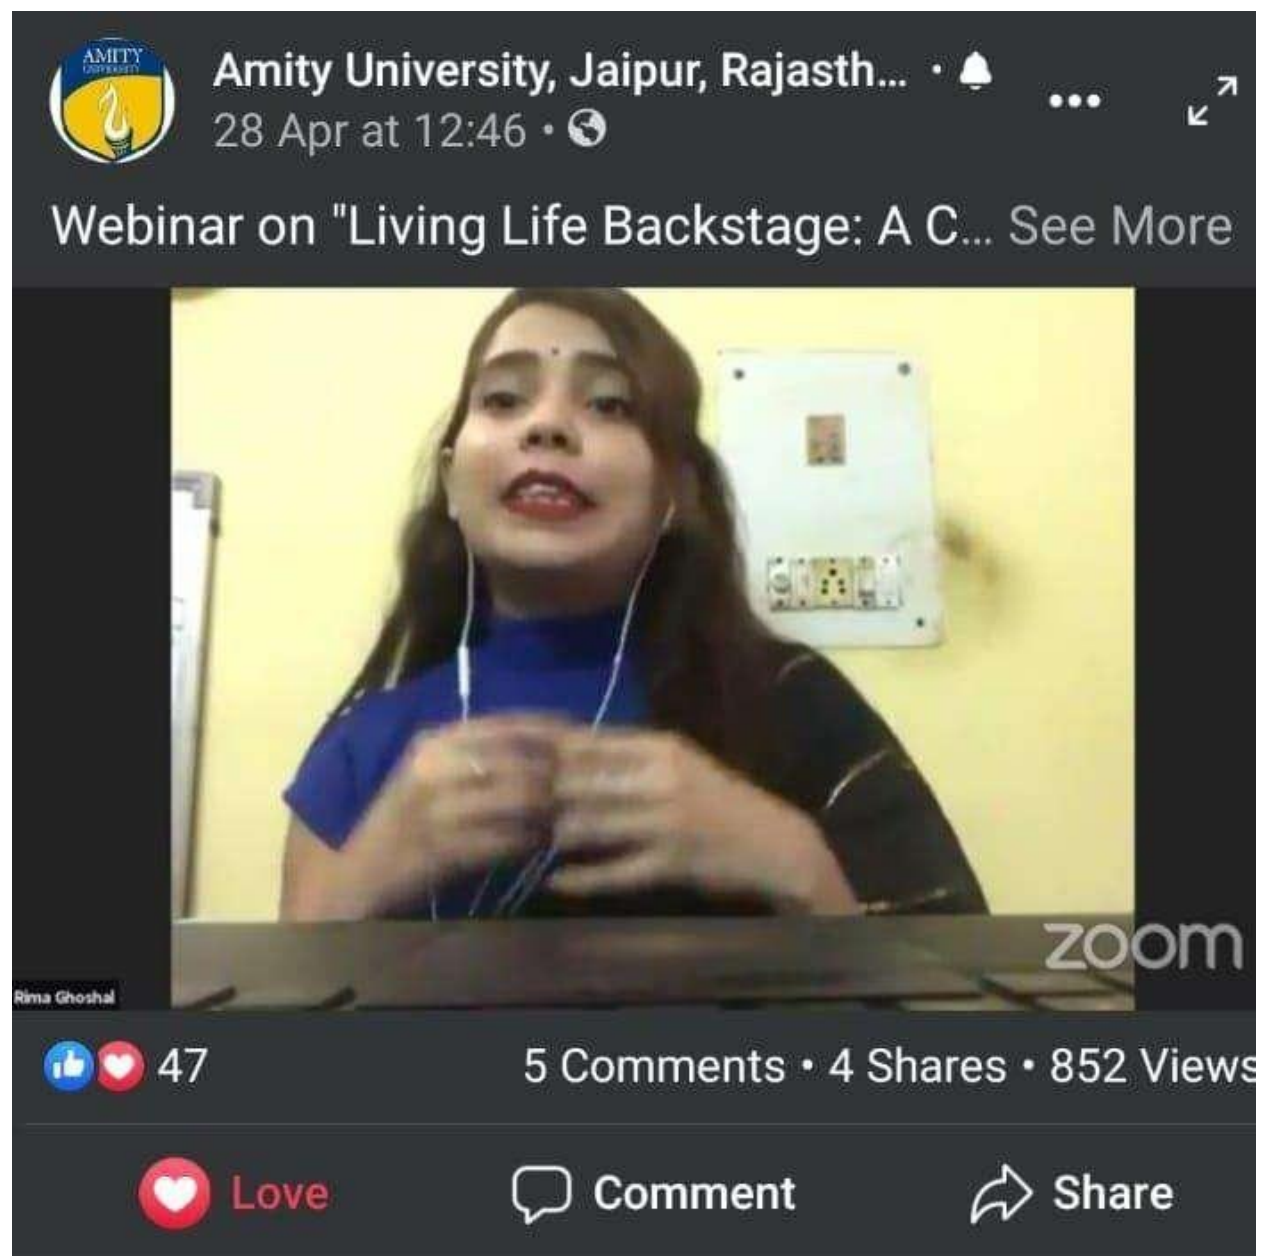 AMITY
UNIVERSITY
Amity University, Jaipur, Rajasth... ·
28 Apr at 12:46 ·
Webinar on "Living Life Backstage: A C... See More
zoom
Rima Ghoshal
47
5 Comments • 4 Shares • 852 Views
Love
Comment
Share